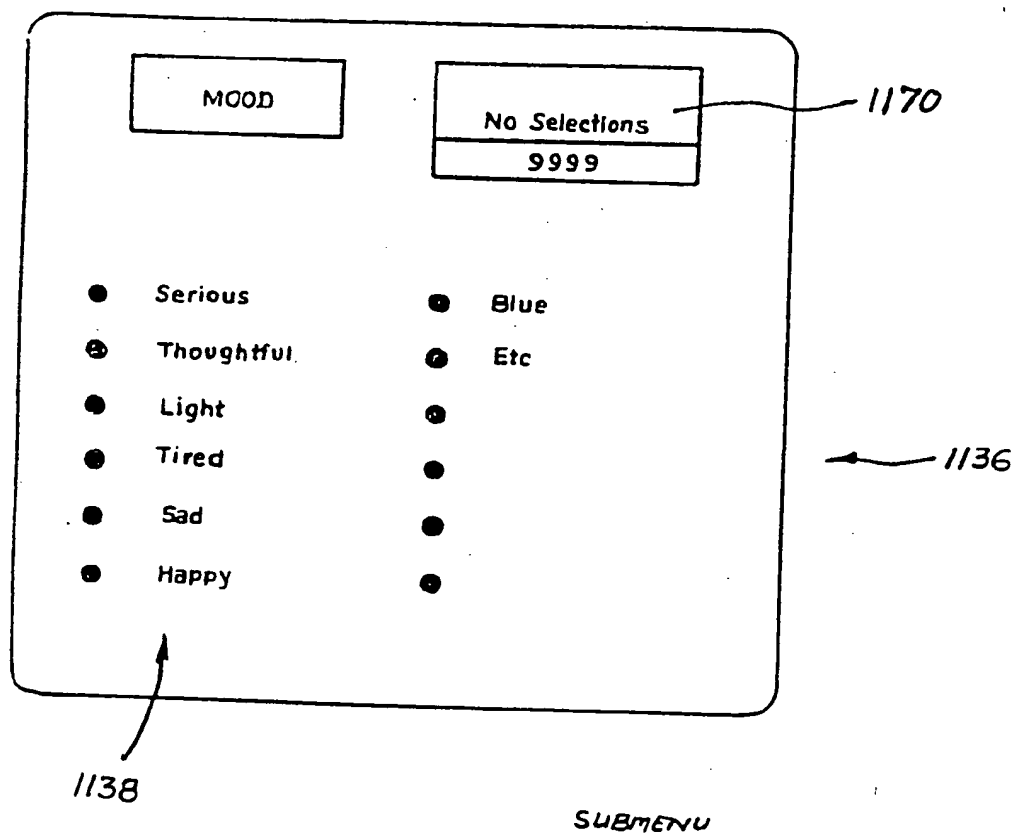 MOOD
No Selections
9999
1170
Serious
Thoughtful
Light
Tired
Sad
Happy
Blue
Etc
1136
1138
SUBMENU